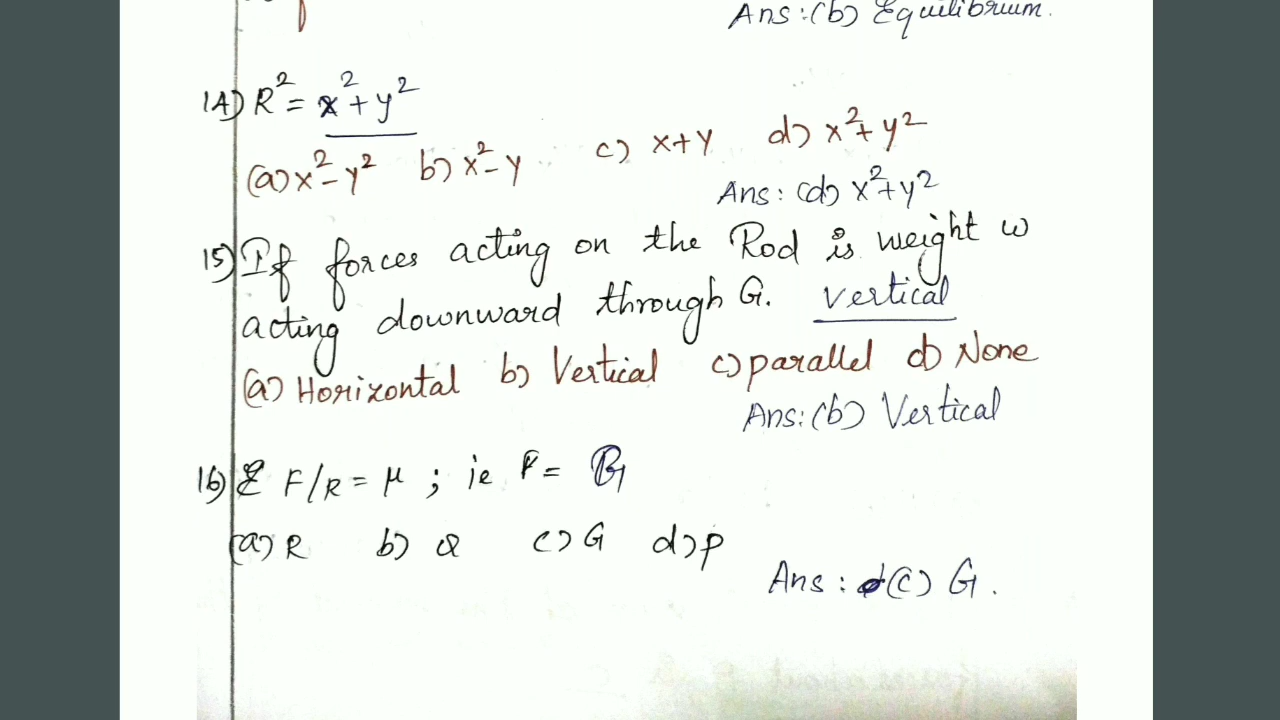 Ans:(b) Equilibrium.
14) R² = x²+y²
(a) x²-y² b) x²-y c) x+y d) x²+y²
Ans: (d) x²+y²
15) If forces acting on the Rod is weight w
acting downward through G. vertical
(a) Horizontal b) Vertical c) parallel d) None
Ans:(b) Vertical
16) F/R = μ ; ie F = G
(a) R b) Q c) G d) p
Ans: (c) G.